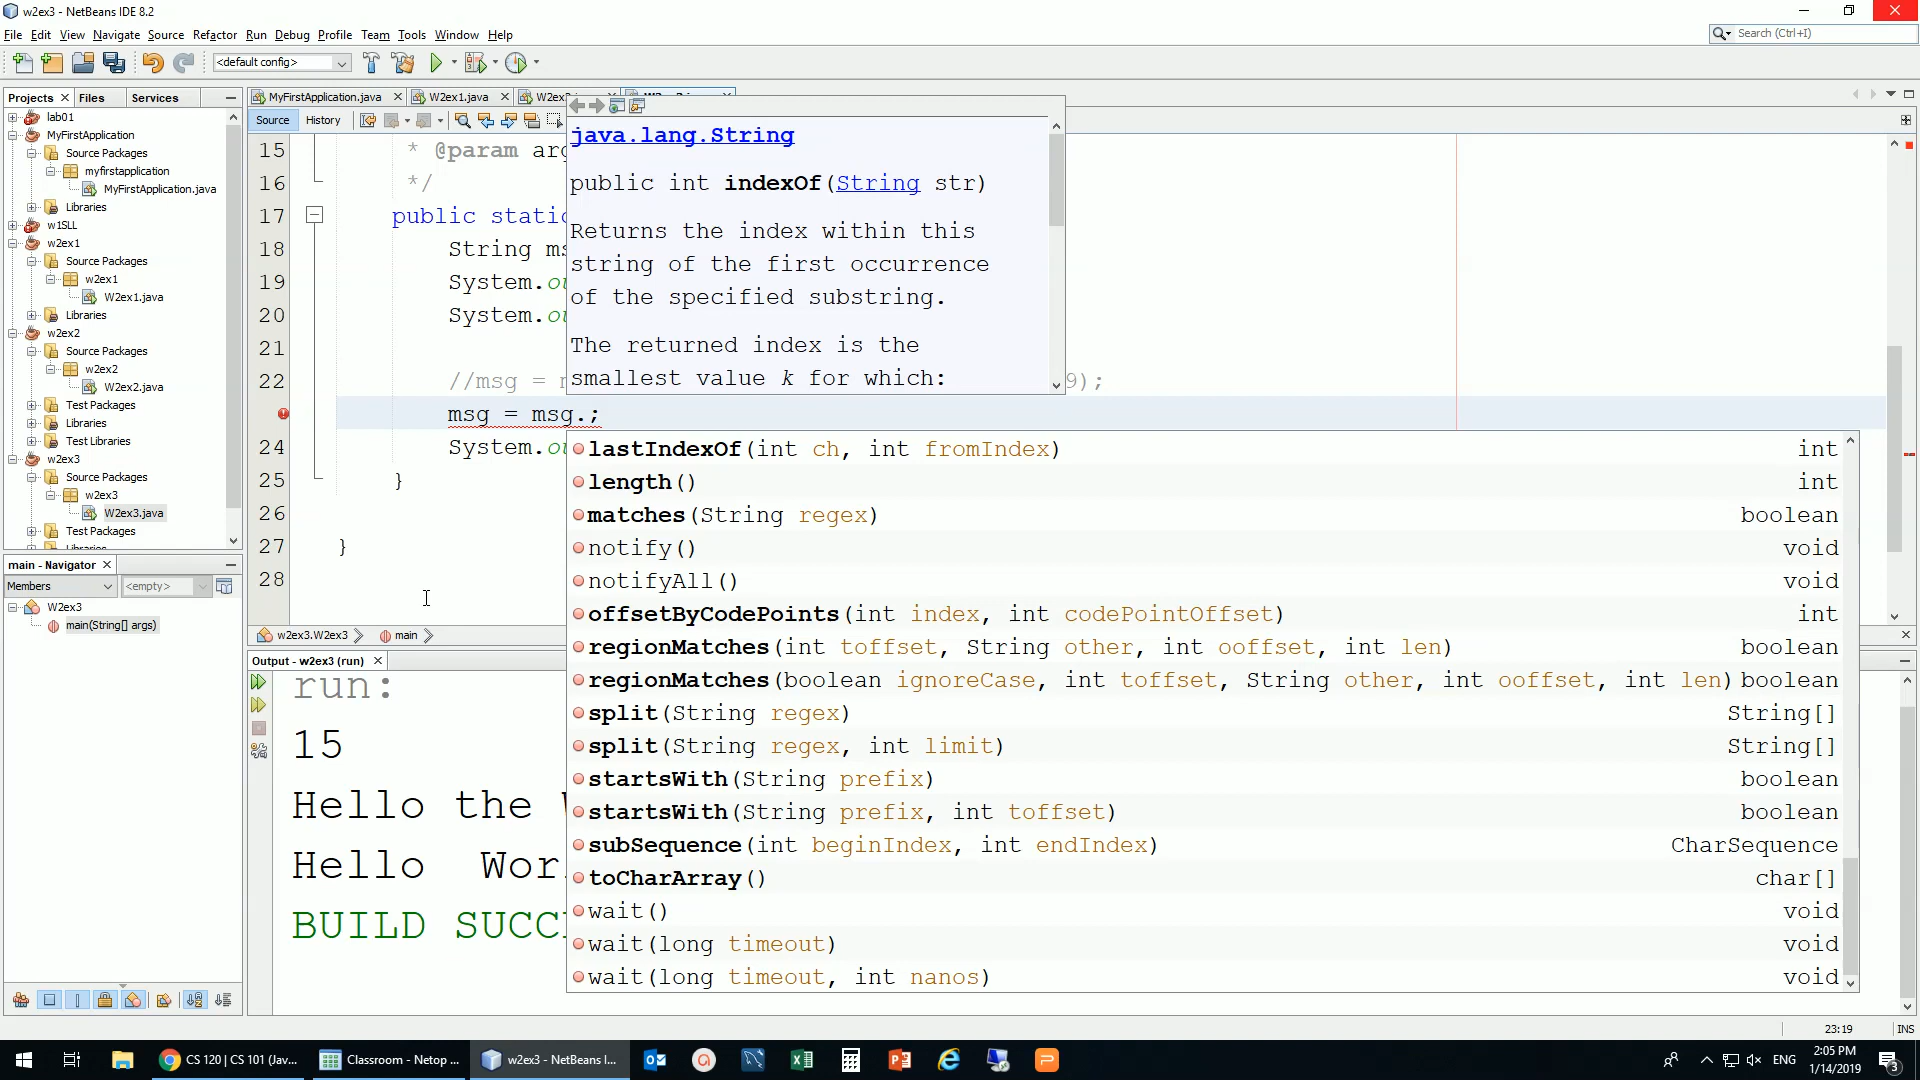 w2ex3 - NetBeans IDE 8.2
File Edit View Navigate Source Refactor Run Debug Profile Team Tools Window Help
Search (Ctrl+I)
<default config>
Projects Files Services
MyFirstApplication.java W2ex1.java
Source History
lab01
MyFirstApplication
Source Packages
myfirstapplication
MyFirstApplication.java
Libraries
w1SLL
w2ex1
Source Packages
w2ex1
W2ex1.java
Libraries
w2ex2
Source Packages
w2ex2
W2ex2.java
Test Packages
Libraries
Test Libraries
w2ex3
Source Packages
w2ex3
W2ex3.java
Test Packages
main - Navigator
Members <empty>
W2ex3
main(String[] args)
15 * @param
16 */
17 public
18 String
19 System.
20 System.
21
22 //msg = 9);
msg = msg.;
24 System.
25 }
26
27 }
28
java.lang.String
public int indexOf(String str)
Returns the index within this
string of the first occurrence
of the specified substring.
The returned index is the
smallest value k for which:
lastIndexOf(int ch, int fromIndex) int
length() int
matches(String regex) boolean
notify() void
notifyAll() void
offsetByCodePoints(int index, int codePointOffset) int
regionMatches(int toffset, String other, int ooffset, int len) boolean
regionMatches(boolean ignoreCase, int toffset, String other, int ooffset, int len) boolean
split(String regex) String[]
split(String regex, int limit) String[]
startsWith(String prefix) boolean
startsWith(String prefix, int toffset) boolean
subSequence(int beginIndex, int endIndex) CharSequence
toCharArray() char[]
wait() void
wait(long timeout) void
wait(long timeout, int nanos) void
w2ex3.W2ex3 main
Output - w2ex3 (run)
run:
15
Hello the
Hello
BUILD
23:19 INS
CS 120 | CS 101 (Jav... Classroom - Netop ... w2ex3 - NetBeans I... ENG 2:05 PM
1/14/2019
3